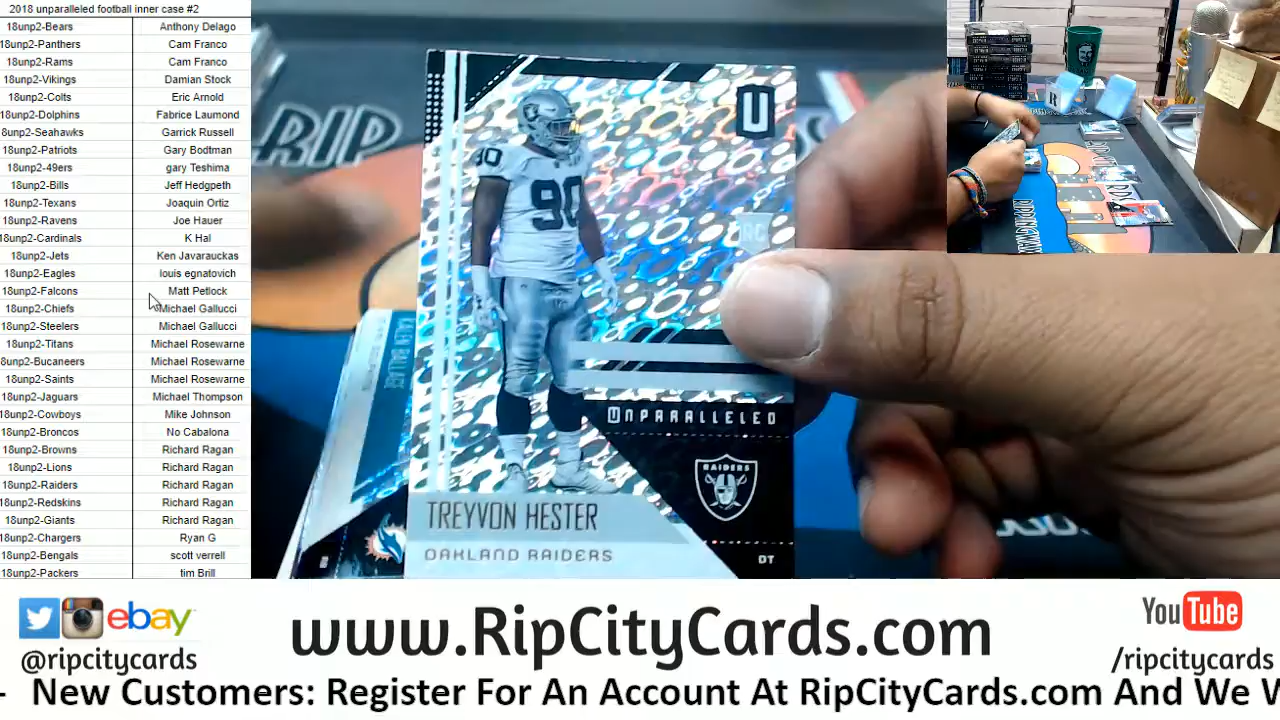 2018 unparalleled football inner case #2
18unp2-Bears Anthony Delago
18unp2-Panthers Cam Franco
18unp2-Rams Cam Franco
18unp2-Vikings Damian Stock
18unp2-Colts Eric Arnold
18unp2-Dolphins Fabrice Laumond
8unp2-Seahawks Garrick Russell
18unp2-Patriots Gary Bodtman
18unp2-49ers gary Teshima
18unp2-Bills Jeff Hedgpeth
18unp2-Texans Joaquin Ortiz
18unp2-Ravens Joe Hauer
18unp2-Cardinals K Hal
18unp2-Jets Ken Javarauckas
18unp2-Eagles louis egnatovich
18unp2-Falcons Matt Petlock
18unp2-Chiefs Michael Gallucci
18unp2-Steelers Michael Gallucci
18unp2-Titans Michael Rosewarne
8unp2-Bucaneers Michael Rosewarne
18unp2-Saints Michael Rosewarne
18unp2-Jaguars Michael Thompson
18unp2-Cowboys Mike Johnson
18unp2-Broncos No Cabalona
18unp2-Browns Richard Ragan
18unp2-Lions Richard Ragan
18unp2-Raiders Richard Ragan
18unp2-Redskins Richard Ragan
18unp2-Giants Richard Ragan
18unp2-Chargers Ryan G
18unp2-Bengals scott verrell
18unp2-Packers tim Brill
RIP
U
90
90
RC
UNPARALLELED
RAIDERS
TREYVON HESTER
OAKLAND RAIDERS
DT
KALEN BALLAGE
ebay
@ripcitycards
www.RipCityCards.com
YouTube
/ripcitycards
- New Customers: Register For An Account At RipCityCards.com And We W